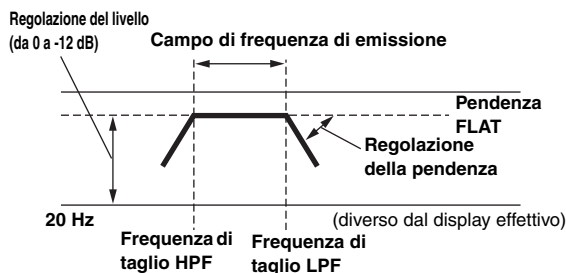 Regolazione del livello
(da 0 a -12 dB)
Campo di frequenza di emissione
Pendenza
FLAT
Regolazione
della pendenza
20 Hz
(diverso dal display effettivo)
Frequenza di
taglio HPF
Frequenza di
taglio LPF